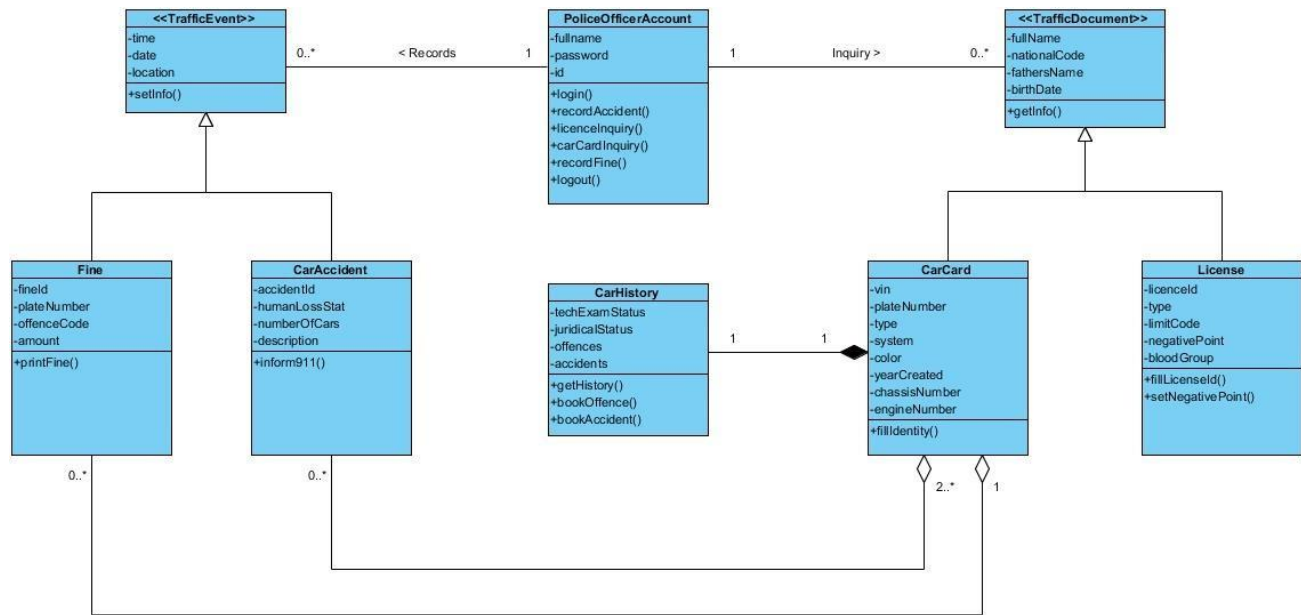 <<TrafficEvent>>
-time
-date
-location
+setInfo()
0..*
< Records
1
PoliceOfficerAccount
-fullname
-password
-id
+login()
+recordAccident()
+licenceInquiry()
+carCardInquiry()
+recordFine()
+logout()
1
Inquiry >
0..*
<<TrafficDocument>>
-fullName
-nationalCode
-fathersName
-birthDate
+getInfo()
Fine
-fineId
-plateNumber
-offenceCode
-amount
+printFine()
0..*
CarAccident
-accidentId
-humanLossStat
-numberOfCars
-description
+inform911()
0..*
CarHistory
-techExamStatus
-juridicalStatus
-offences
-accidents
+getHistory()
+bookOffence()
+bookAccident()
1
1
CarCard
-vin
-plateNumber
-type
-system
-color
-yearCreated
-chassisNumber
-engineNumber
+fillIdentity()
2..*
1
License
-licenceId
-type
-limitCode
-negativePoint
-bloodGroup
+fillLicenseId()
+setNegativePoint()